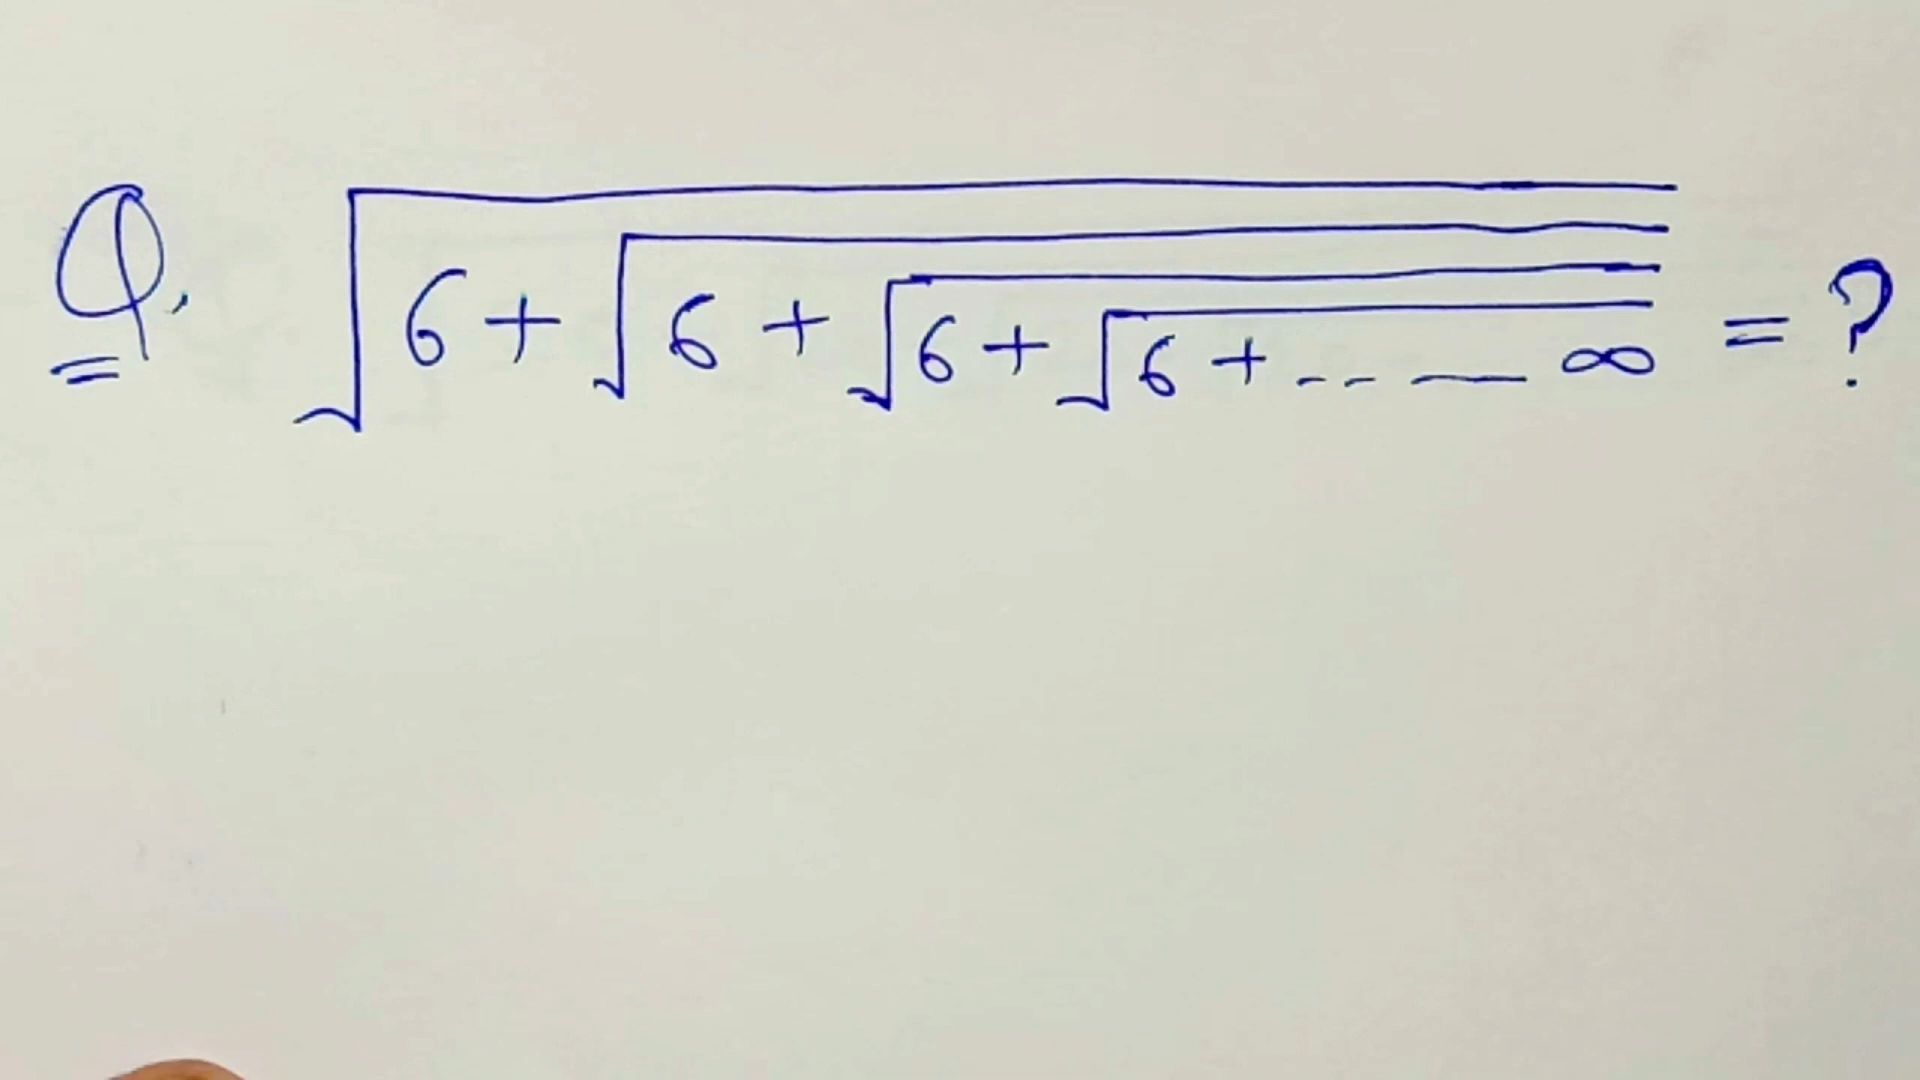 Q. √6+√6+√6+√6+-- — ∞ = ?